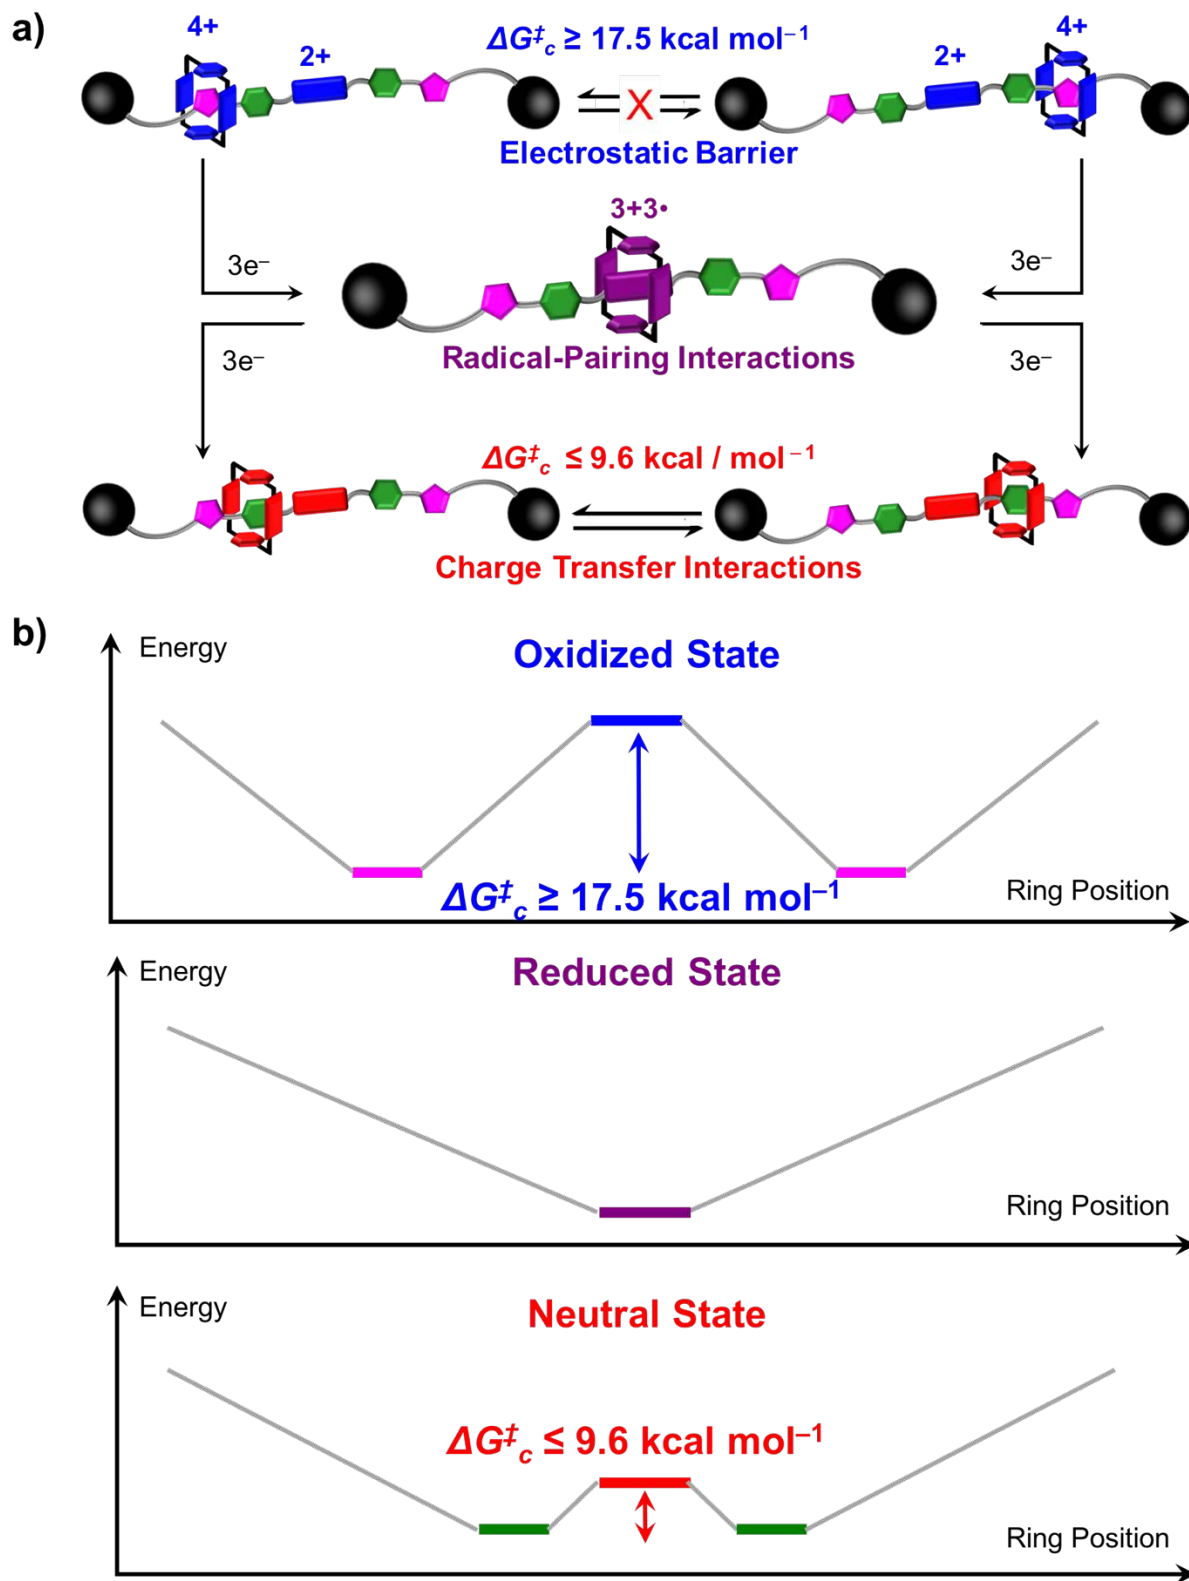 a)
4+
2+
ΔG‡c ≥ 17.5 kcal mol⁻¹
2+
4+
X
Electrostatic Barrier
3+3•
3e⁻
3e⁻
Radical-Pairing Interactions
3e⁻
3e⁻
ΔG‡c ≤ 9.6 kcal / mol⁻¹
Charge Transfer Interactions
b)
Energy
Oxidized State
ΔG‡c ≥ 17.5 kcal mol⁻¹
Ring Position
Energy
Reduced State
Ring Position
Energy
Neutral State
ΔG‡c ≤ 9.6 kcal mol⁻¹
Ring Position